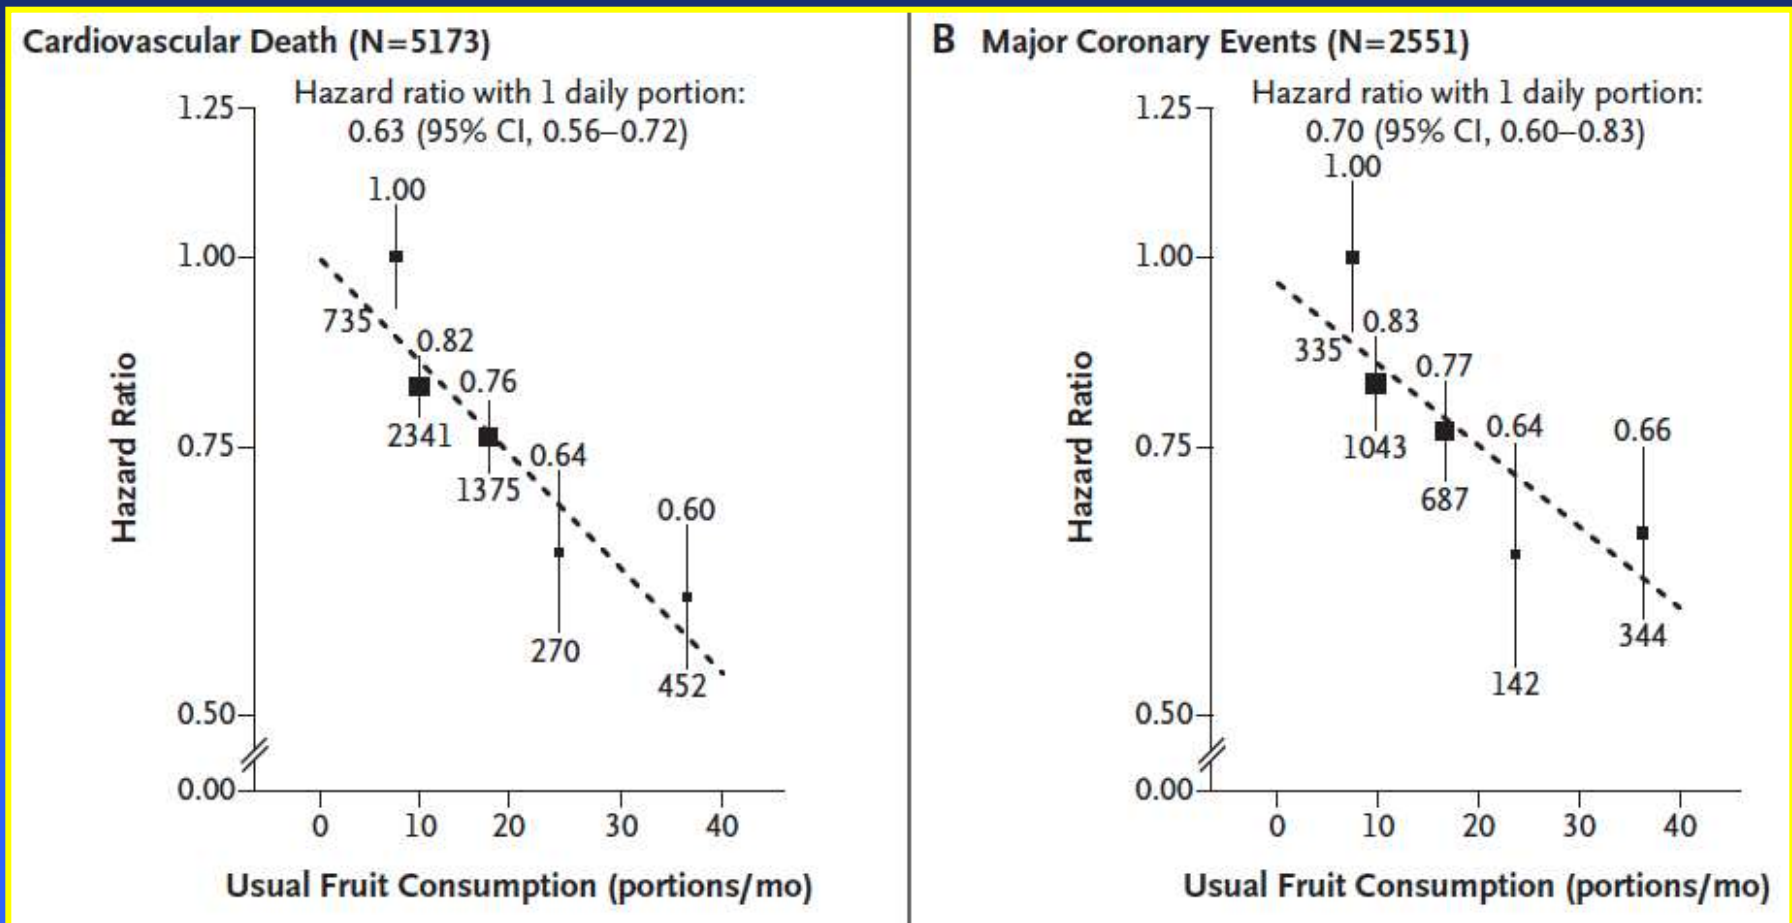 Cardiovascular Death (N=5173)
Hazard ratio with 1 daily portion:
0.63 (95% CI, 0.56–0.72)
1.25
1.00
1.00
735
0.82
0.76
2341
0.75
0.64
1375
0.60
270
452
0.50
0.00
0 10 20 30 40
Hazard Ratio
Usual Fruit Consumption (portions/mo)
B Major Coronary Events (N=2551)
Hazard ratio with 1 daily portion:
0.70 (95% CI, 0.60–0.83)
1.25
1.00
1.00
0.83
335
0.77
0.64
0.66
1043
0.75
687
344
142
0.50
0.00
0 10 20 30 40
Hazard Ratio
Usual Fruit Consumption (portions/mo)